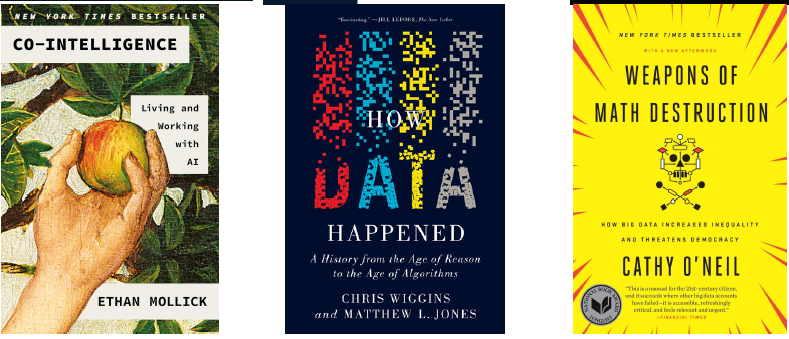 NEW YORK TIMES BESTSELLER
CO-INTELLIGENCE
Living and
Working
with
AI
ETHAN MOLLICK
"Fascinating." —JILL LEPORE, The New Yorker
HOW
DATA
HAPPENED
A History from the Age of Reason
to the Age of Algorithms
CHRIS WIGGINS
and MATTHEW L. JONES
NEW YORK TIMES BESTSELLER
WITH A NEW AFTERWORD
WEAPONS OF
MATH DESTRUCTION
HOW BIG DATA INCREASES INEQUALITY
AND THREATENS DEMOCRACY
CATHY O'NEIL
"This is a manual for the 21st-century citizen,
and it succeeds where other big data accounts
have failed—it is accessible, refreshingly
critical, and feels relevant and urgent."
—FINANCIAL TIMES
NATIONAL BOOK AWARD
LONGLIST